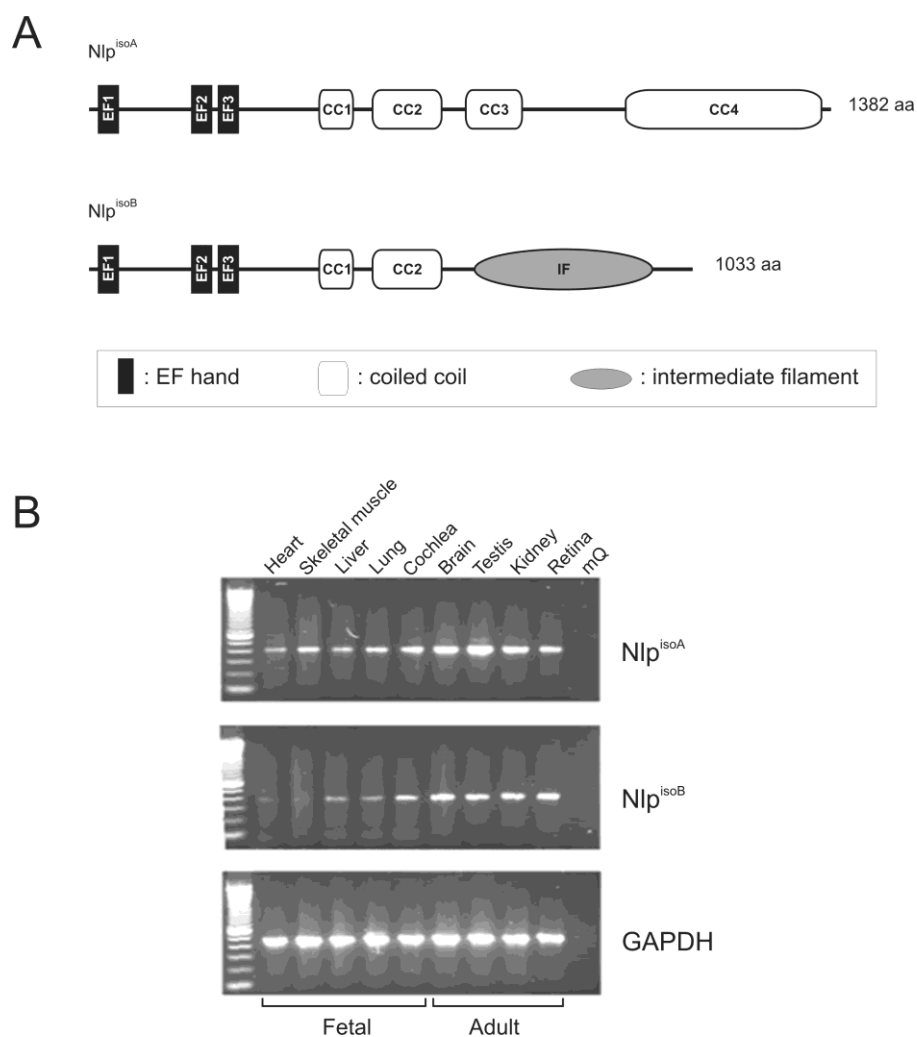 A
Nlp^isoA
EF1 EF2 EF3 CC1 CC2 CC3 CC4 1382 aa
Nlp^isoB
EF1 EF2 EF3 CC1 CC2 IF 1033 aa
: EF hand : coiled coil : intermediate filament
B
Heart Skeletal muscle Liver Lung Cochlea Brain Testis Kidney Retina mQ
Nlp^isoA
Nlp^isoB
GAPDH
Fetal Adult